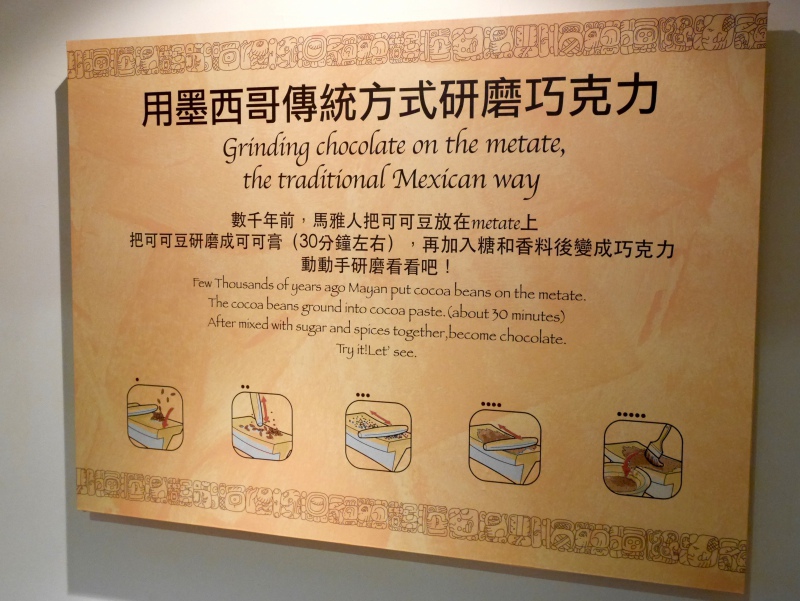 用墨西哥傳統方式研磨巧克力
Grinding chocolate on the metate,
the traditional Mexican way
數千年前，馬雅人把可可豆放在metate上
把可可豆研磨成可可膏（30分鐘左右），再加入糖和香料後變成巧克力
動動手研磨看看吧！
Few Thousands of years ago Mayan put cocoa beans on the metate.
The cocoa beans ground into cocoa paste.(about 30 minutes)
After mixed with sugar and spices together,become chocolate.
Try it!Let' see.